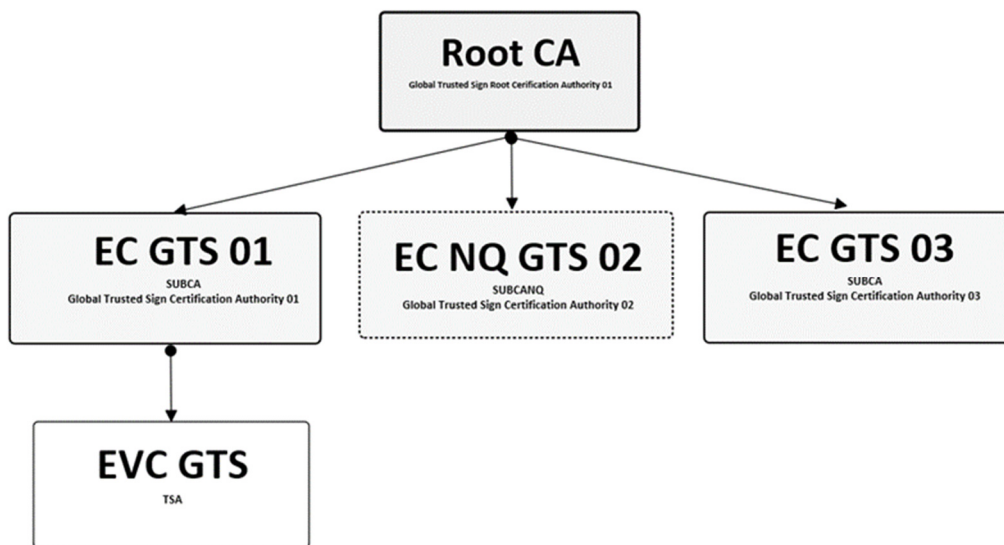 Root CA
Global Trusted Sign Root Cerification Authority 01
EC GTS 01
SUBCA
Global Trusted Sign Certification Authority 01
EC NQ GTS 02
SUBCANQ
Global Trusted Sign Certification Authority 02
EC GTS 03
SUBCA
Global Trusted Sign Certification Authority 03
EVC GTS
TSA